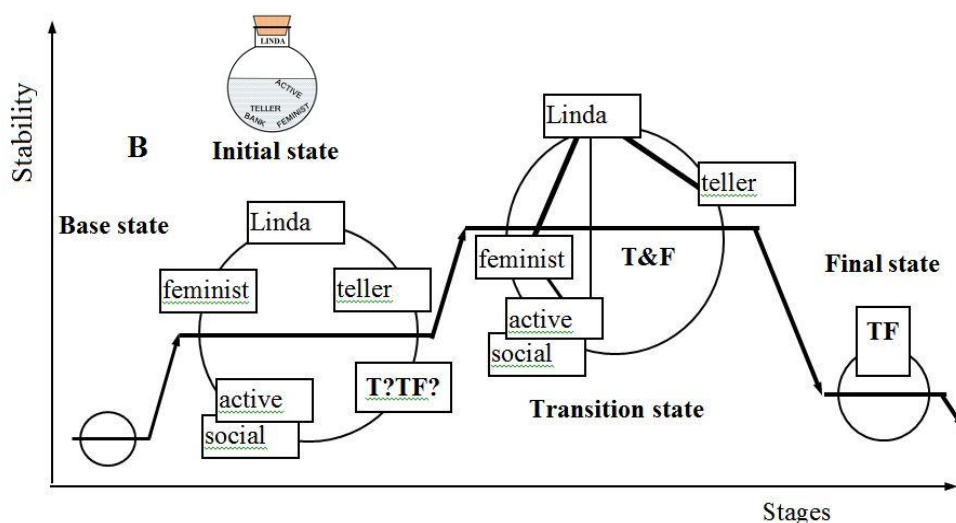 LINDA
ACTIVE
TELLER
BANK
FEMINIST
B
Initial state
Stability
Base state
Linda
feminist
teller
T?TF?
active
social
Linda
teller
feminist
T&F
active
social
Transition state
Final state
TF
Stages